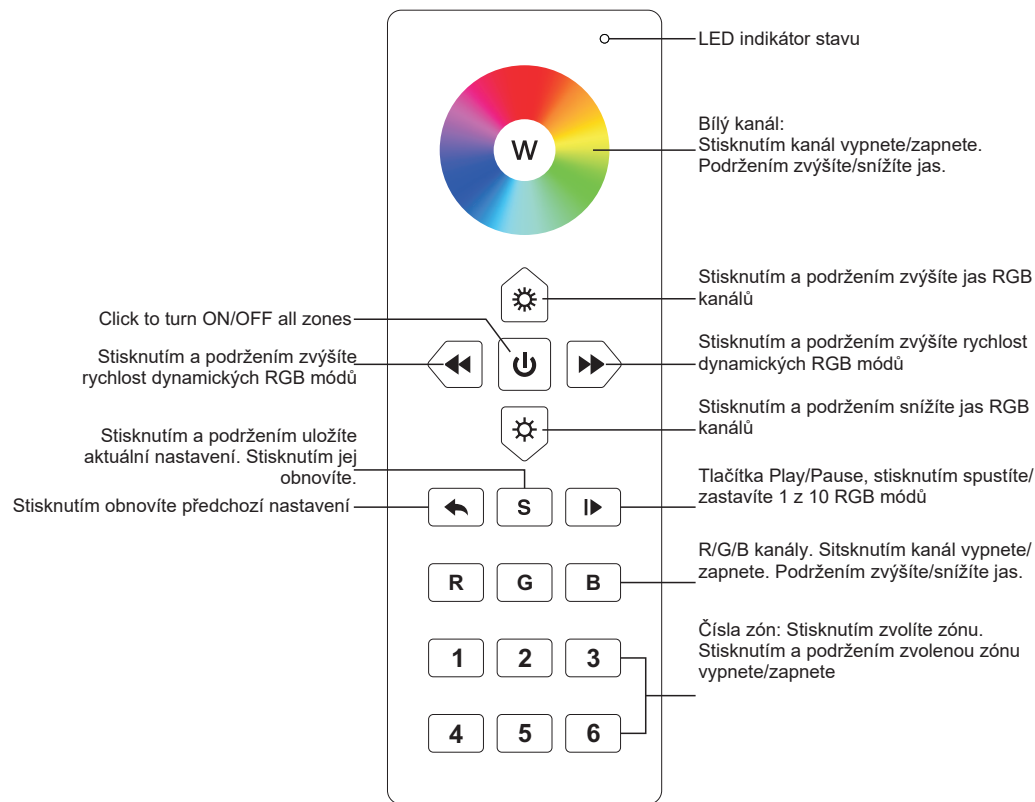 LED indikátor stavu
W
Bílý kanál:
Stisknutím kanál vypnete/zapnete.
Podržením zvýšíte/snížíte jas.
Stisknutím a podržením zvýšíte jas RGB
kanálů
Click to turn ON/OFF all zones
Stisknutím a podržením zvýšíte
rychlost dynamických RGB módů
Stisknutím a podržením zvýšíte rychlost
dynamických RGB módů
Stisknutím a podržením snížíte jas RGB
kanálů
Stisknutím a podržením uložíte
aktuální nastavení. Stisknutím jej
obnovíte.
Stisknutím obnovíte předchozí nastavení
S
Tlačítka Play/Pause, stisknutím spustíte/
zastavíte 1 z 10 RGB módů
R G B
R/G/B kanály. Sitsknutím kanál vypnete/
zapnete. Podržením zvýšíte/snížíte jas.
1 2 3
Čísla zón: Stisknutím zvolíte zónu.
Stisknutím a podržením zvolenou zónu
vypnete/zapnete
4 5 6